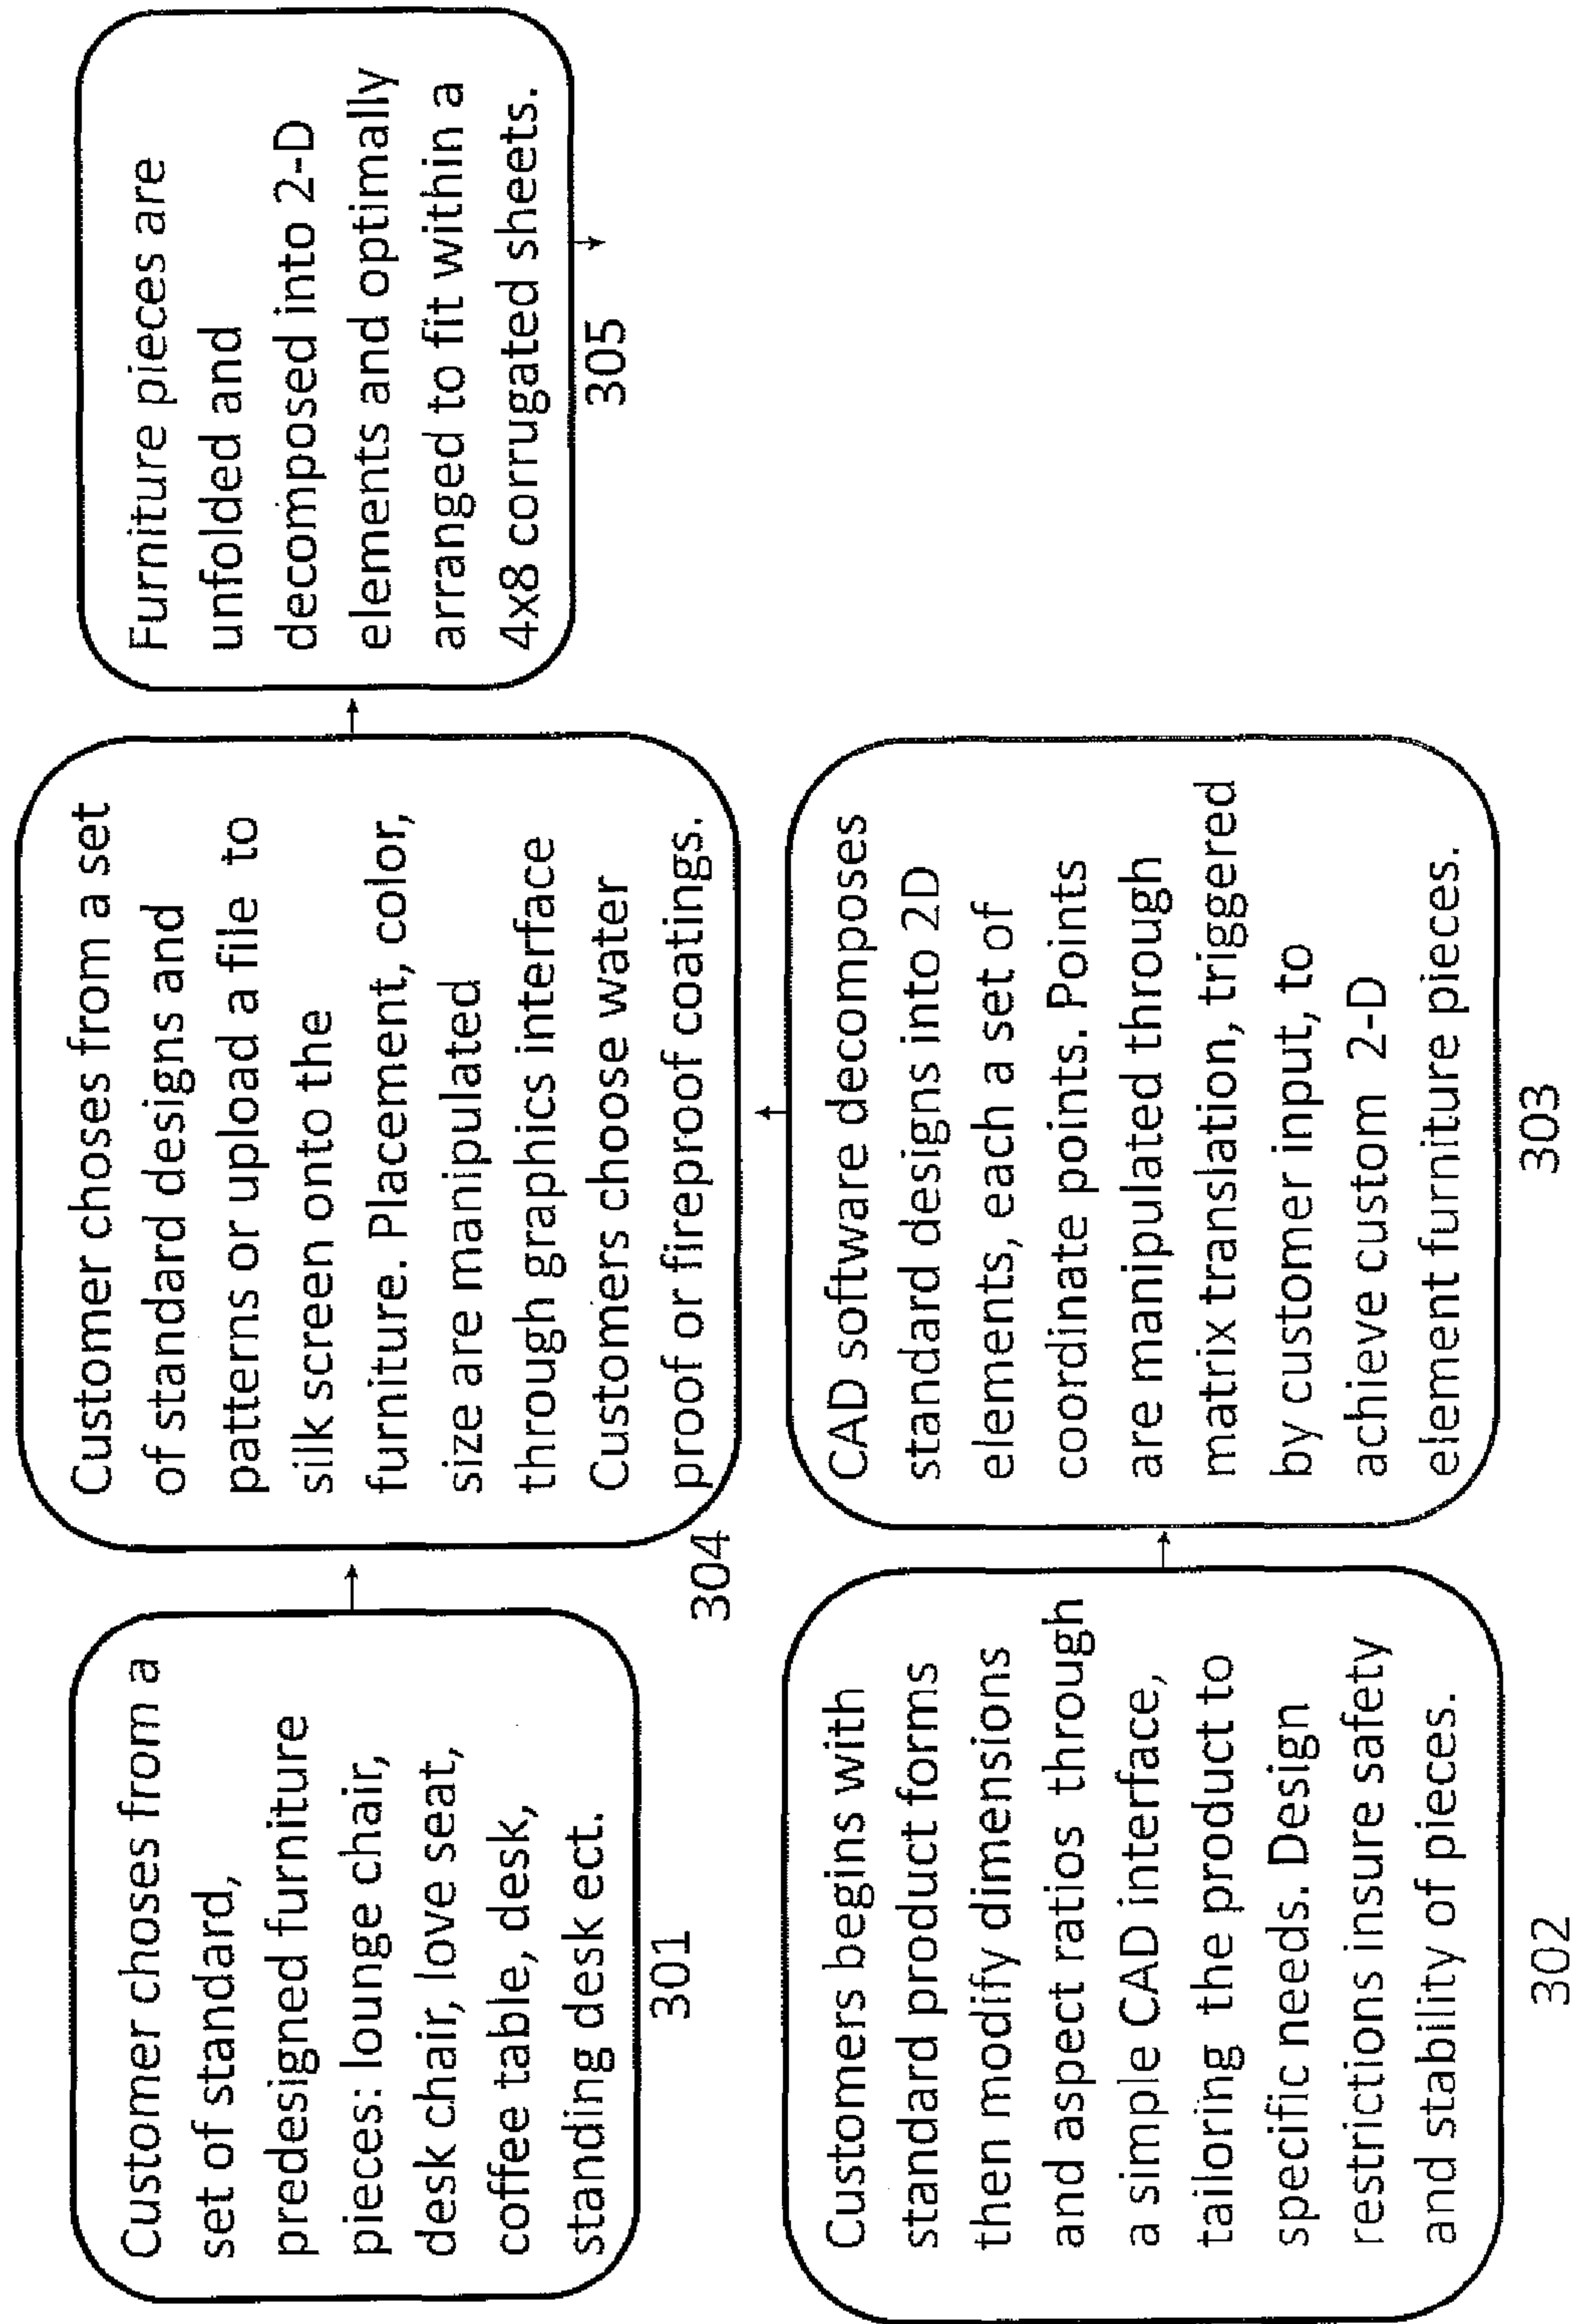 Customer choses from a
set of standard,
predesigned furniture
pieces: lounge chair,
desk chair, love seat,
coffee table, desk,
standing desk ect.
301
Customer choses from a set
of standard designs and
patterns or upload a file to
silk screen onto the
furniture. Placement, color,
size are manipulated
through graphics interface
Customers choose water
proof or fireproof coatings.
304
Furniture pieces are
unfolded and
decomposed into 2-D
elements and optimally
arranged to fit within a
4x8 corrugated sheets.
305
Customers begins with
standard product forms
then modify dimensions
and aspect ratios through
a simple CAD interface,
tailoring the product to
specific needs. Design
restrictions insure safety
and stability of pieces.
302
CAD software decomposes
standard designs into 2D
elements, each a set of
coordinate points. Points
are manipulated through
matrix translation, triggered
by customer input, to
achieve custom 2-D
element furniture pieces.
303